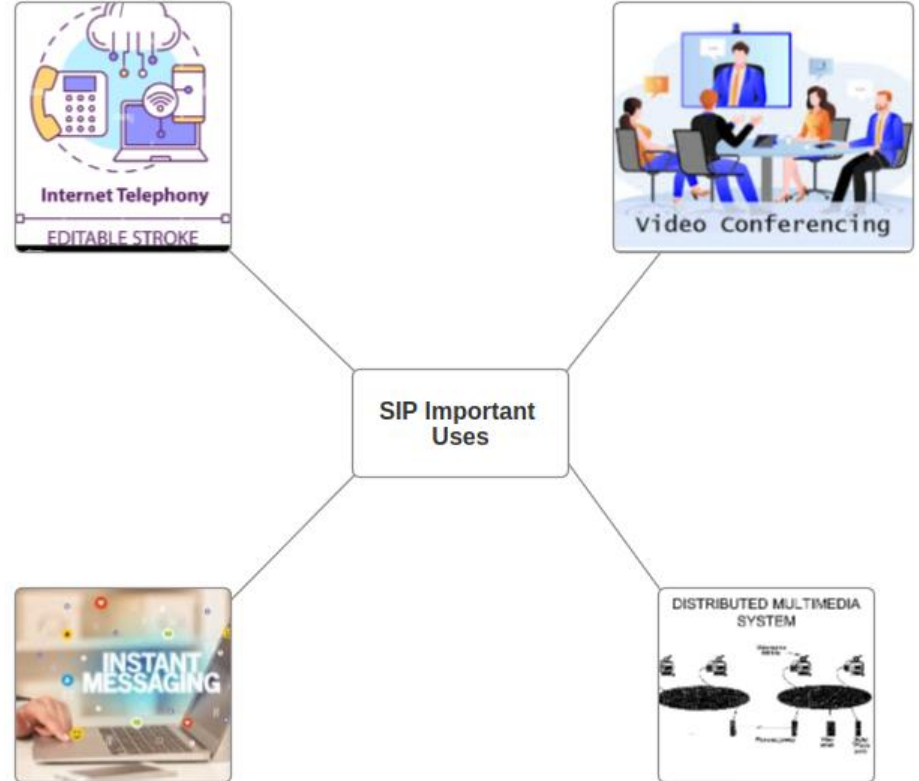 Internet Telephony
EDITABLE STROKE
Video Conferencing
SIP Important
Uses
INSTANT
MESSAGING
DISTRIBUTED MULTIMEDIA
SYSTEM